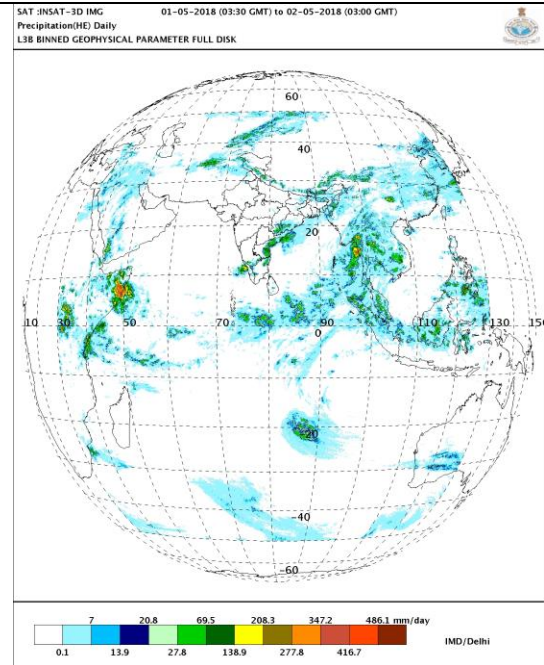 SAT :INSAT-3D IMG 01-05-2018 (03:30 GMT) to 02-05-2018 (03:00 GMT)
Precipitation(HE) Daily
L3B BINNED GEOPHYSICAL PARAMETER FULL DISK
60
40
20
10 30 50 70 90 110 130 150
0
-20
-40
-60
7 20.8 69.5 208.3 347.2 486.1 mm/day
0.1 13.9 27.8 138.9 277.8 416.7
IMD/Delhi